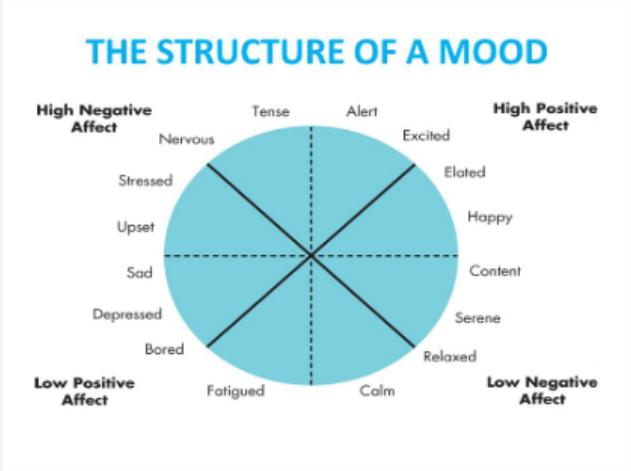 THE STRUCTURE OF A MOOD
High Negative
Affect
Tense
Alert
High Positive
Affect
Nervous
Excited
Stressed
Elated
Upset
Happy
Sad
Content
Depressed
Serene
Bored
Relaxed
Low Positive
Affect
Fatigued
Calm
Low Negative
Affect